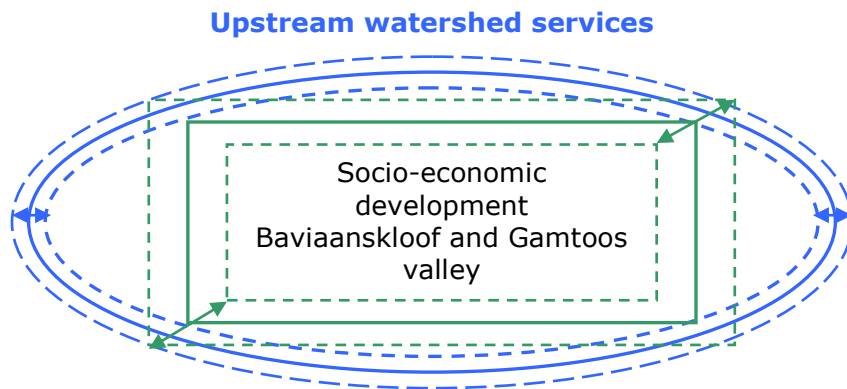 Upstream watershed services
Socio-economic
development
Baviaanskloof and Gamtoos
valley